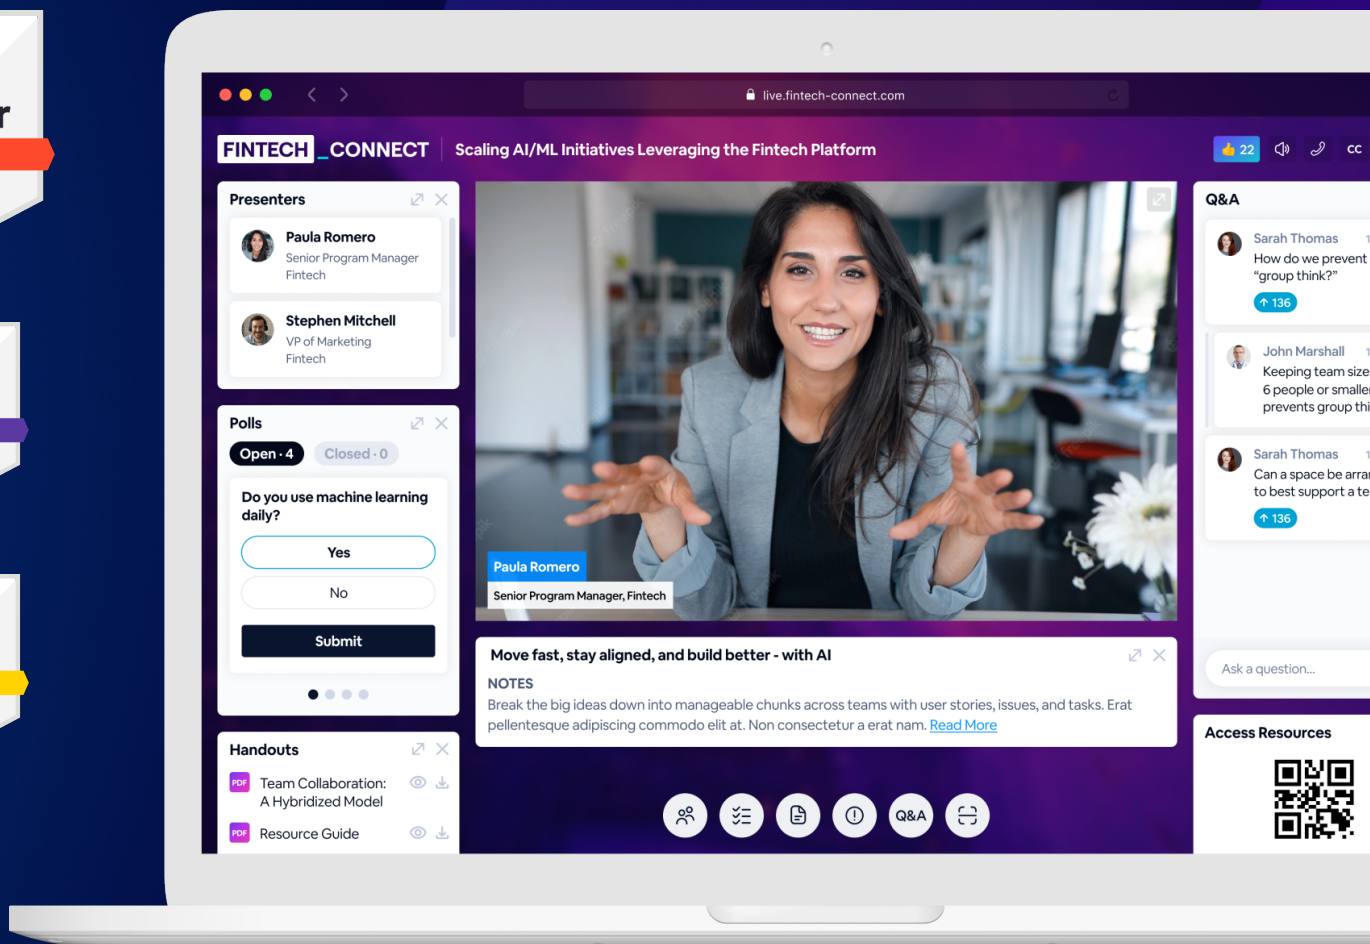 r
live.fintech-connect.com
FINTECH _CONNECT
Scaling AI/ML Initiatives Leveraging the Fintech Platform
22
CC
Presenters
Paula Romero
Senior Program Manager
Fintech
Stephen Mitchell
VP of Marketing
Fintech
Polls
Open · 4
Closed · 0
Do you use machine learning
daily?
Yes
No
Submit
Handouts
PDF
Team Collaboration:
A Hybridized Model
PDF
Resource Guide
Paula Romero
Senior Program Manager, Fintech
Move fast, stay aligned, and build better - with AI
NOTES
Break the big ideas down into manageable chunks across teams with user stories, issues, and tasks. Erat
pellentesque adipiscing commodo elit at. Non consectetur a erat nam. Read More
Q&A
Q&A
Sarah Thomas
How do we prevent
“group think?”
↑ 136
John Marshall
Keeping team size
6 people or smaller
prevents group thi
Sarah Thomas
Can a space be arra
to best support a te
↑ 136
Ask a question...
Access Resources